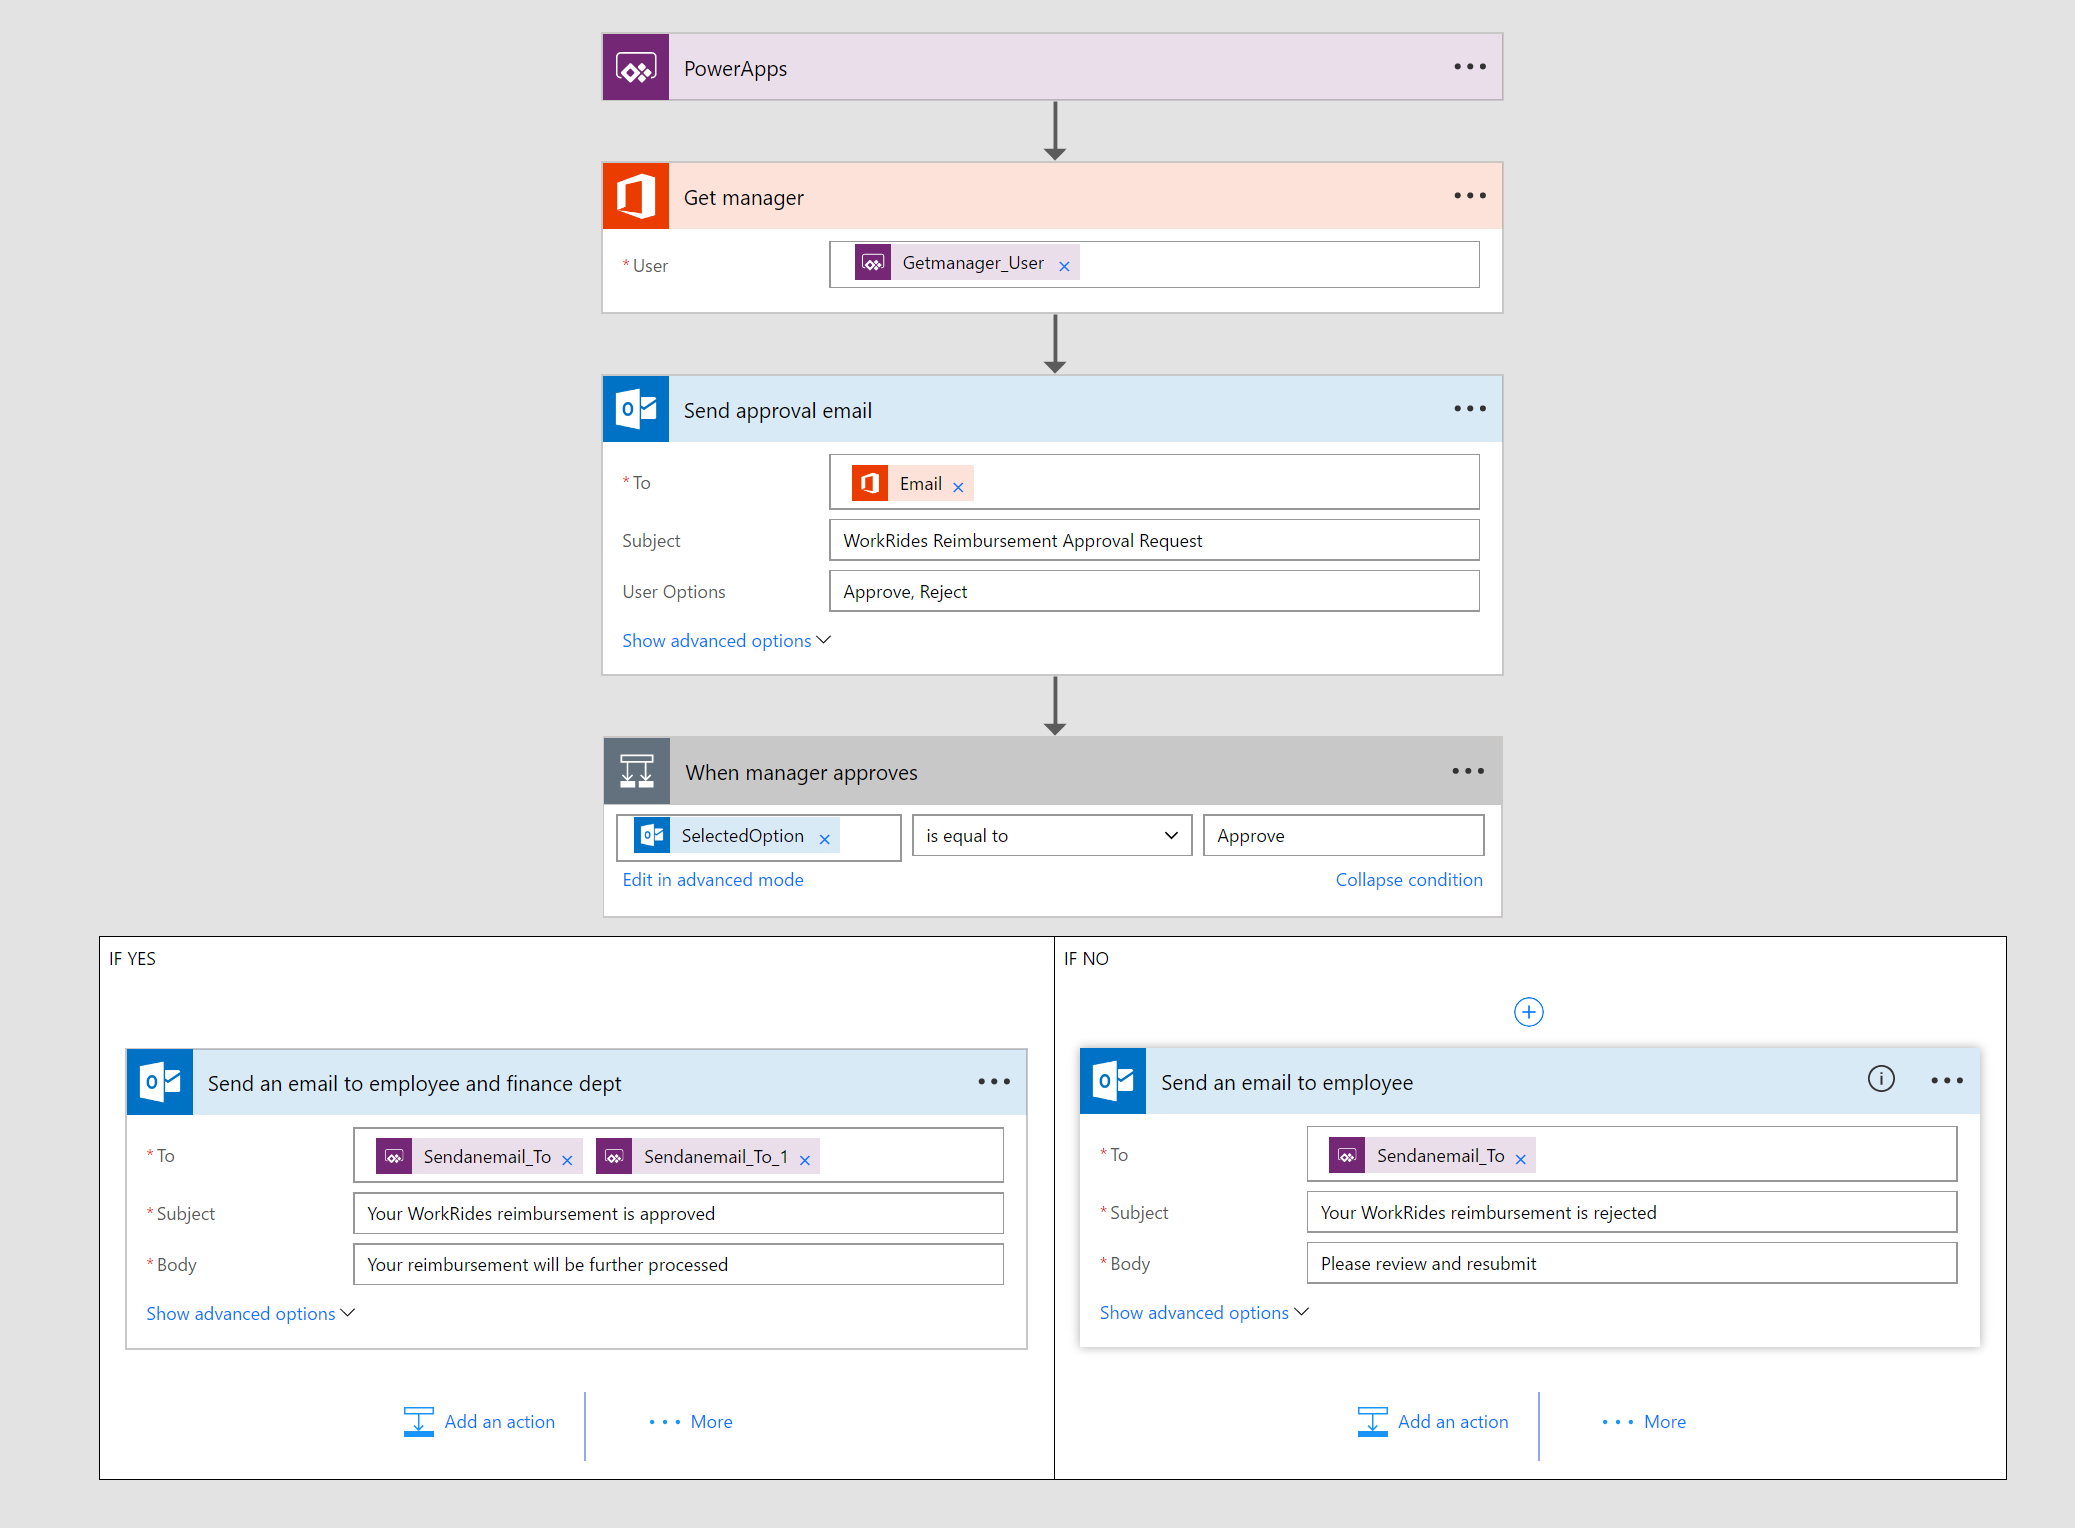 PowerApps
Get manager
* User
Getmanager_User ×
Send approval email
* To
Email ×
Subject
WorkRides Reimbursement Approval Request
User Options
Approve, Reject
Show advanced options
When manager approves
SelectedOption × is equal to Approve
Edit in advanced mode
Collapse condition
IF YES
Send an email to employee and finance dept
* To
Sendanemail_To × Sendanemail_To_1 ×
* Subject
Your WorkRides reimbursement is approved
* Body
Your reimbursement will be further processed
Show advanced options
Add an action
More
IF NO
Send an email to employee
* To
Sendanemail_To ×
* Subject
Your WorkRides reimbursement is rejected
* Body
Please review and resubmit
Show advanced options
Add an action
More